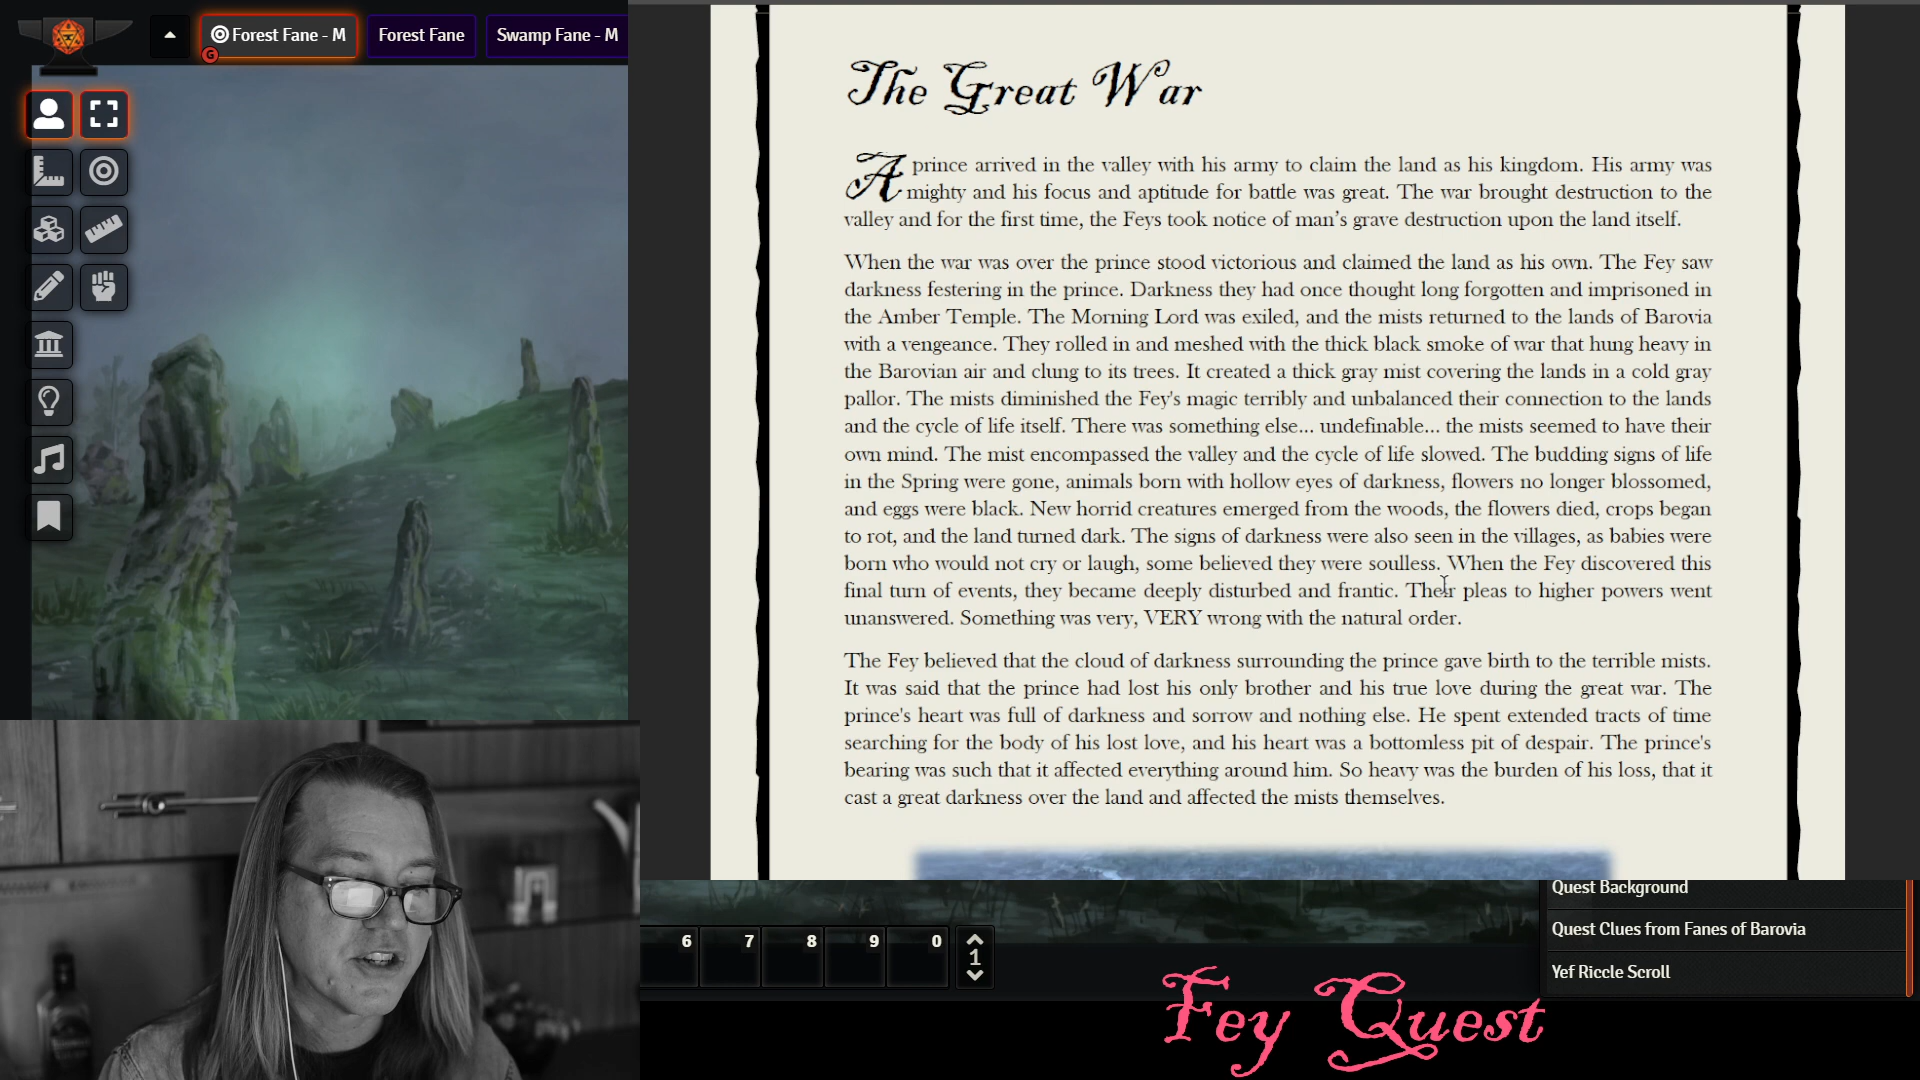 Forest Fane - M
Forest Fane
Swamp Fane - M
G
The Great War
A prince arrived in the valley with his army to claim the land as his kingdom. His army was
mighty and his focus and aptitude for battle was great. The war brought destruction to the
valley and for the first time, the Feys took notice of man's grave destruction upon the land itself.
When the war was over the prince stood victorious and claimed the land as his own. The Fey saw
darkness festering in the prince. Darkness they had once thought long forgotten and imprisoned in
the Amber Temple. The Morning Lord was exiled, and the mists returned to the lands of Barovia
with a vengeance. They rolled in and meshed with the thick black smoke of war that hung heavy in
the Barovian air and clung to its trees. It created a thick gray mist covering the lands in a cold gray
pallor. The mists diminished the Fey's magic terribly and unbalanced their connection to the lands
and the cycle of life itself. There was something else... undefinable... the mists seemed to have their
own mind. The mist encompassed the valley and the cycle of life slowed. The budding signs of life
in the Spring were gone, animals born with hollow eyes of darkness, flowers no longer blossomed,
and eggs were black. New horrid creatures emerged from the woods, the flowers died, crops began
to rot, and the land turned dark. The signs of darkness were also seen in the villages, as babies were
born who would not cry or laugh, some believed they were soulless. When the Fey discovered this
final turn of events, they became deeply disturbed and frantic. Their pleas to higher powers went
unanswered. Something was very, VERY wrong with the natural order.
The Fey believed that the cloud of darkness surrounding the prince gave birth to the terrible mists.
It was said that the prince had lost his only brother and his true love during the great war. The
prince's heart was full of darkness and sorrow and nothing else. He spent extended tracts of time
searching for the body of his lost love, and his heart was a bottomless pit of despair. The prince's
bearing was such that it affected everything around him. So heavy was the burden of his loss, that it
cast a great darkness over the land and affected the mists themselves.
Quest Background
Quest Clues from Fanes of Barovia
Yef Riccle Scroll
6 7 8 9 0
1
Fey Quest